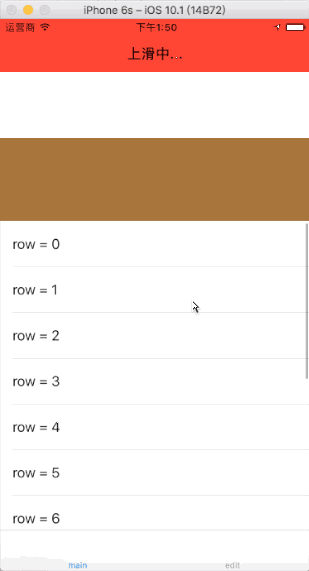 iPhone 6s – iOS 10.1 (14B72)
运营商 下午1:50
上滑中...
row = 0
row = 1
row = 2
row = 3
row = 4
row = 5
row = 6
main edit